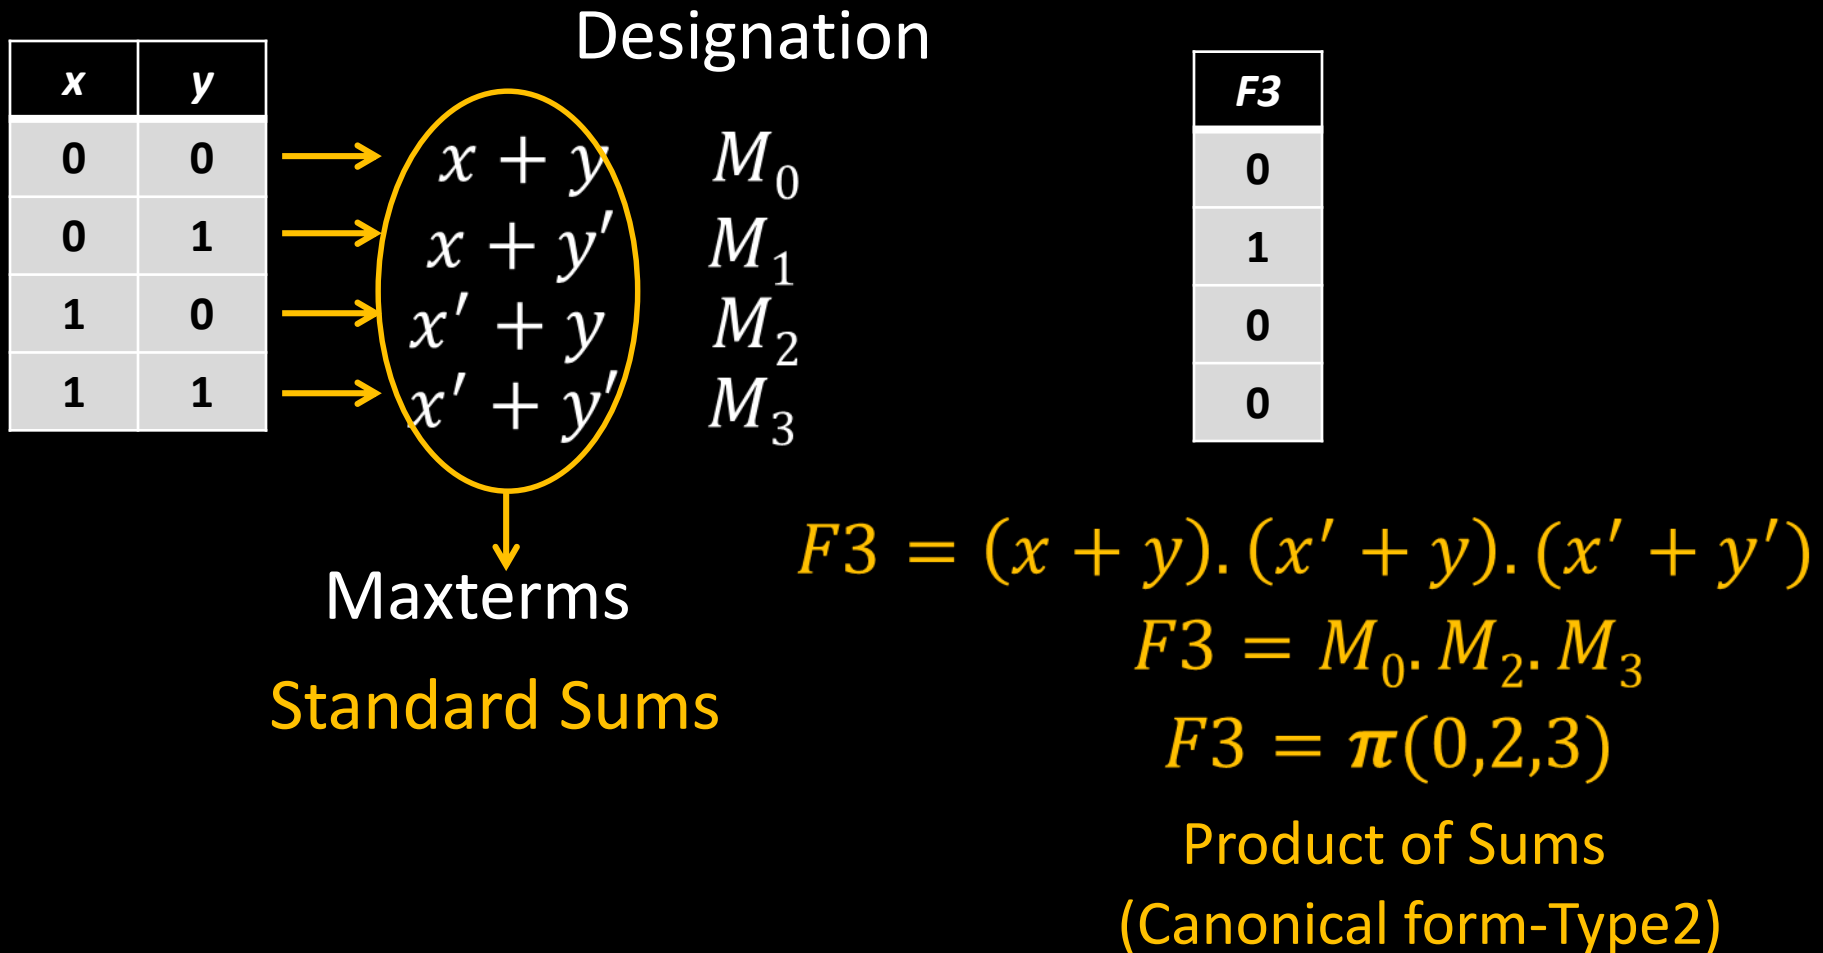 Designation
x y
0 0
0 1
1 0
1 1
x + y M₀
x + y′ M₁
x′ + y M₂
x′ + y′ M₃
Maxterms
Standard Sums
F3
0
1
0
0
F3 = (x + y). (x′ + y). (x′ + y′)
F3 = M₀. M₂. M₃
F3 = π(0,2,3)
Product of Sums
(Canonical form-Type2)